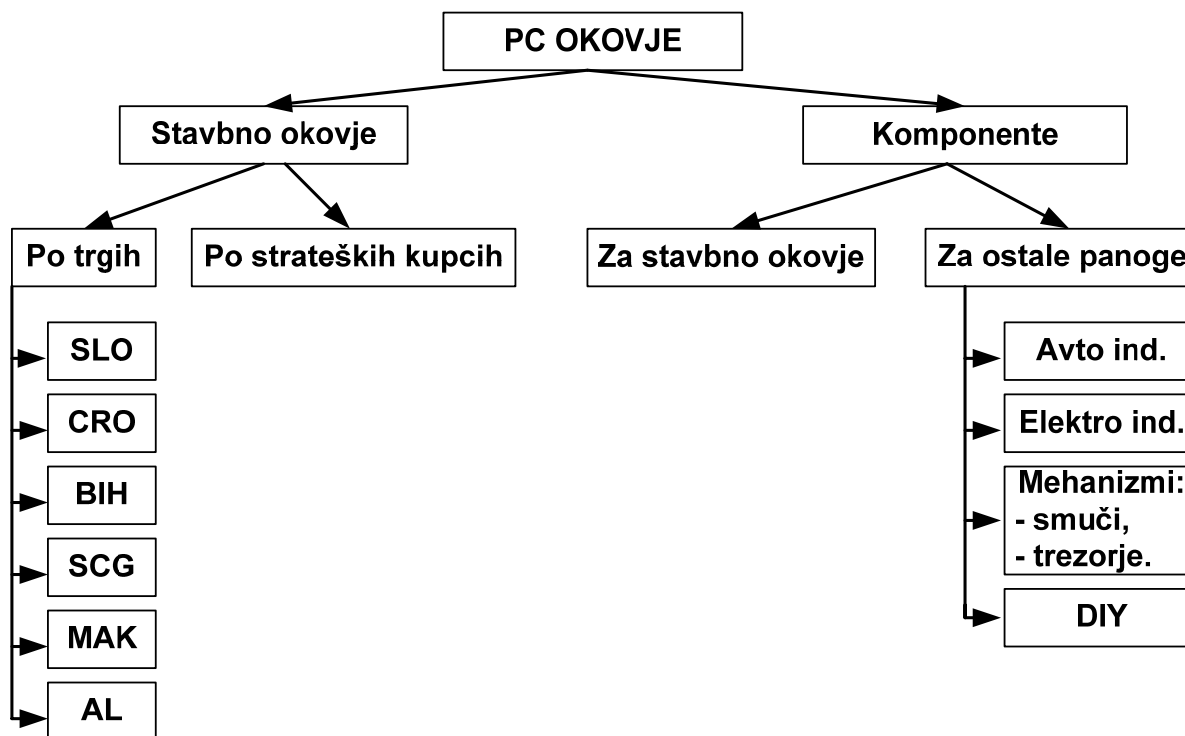 PC OKOVJE
Stavbno okovje
Komponente
Po trgih
Po strateških kupcih
Za stavbno okovje
Za ostale panoge
SLO
CRO
BIH
SCG
MAK
AL
Avto ind.
Elektro ind.
Mehanizmi:
- smuči,
- trezorje.
DIY